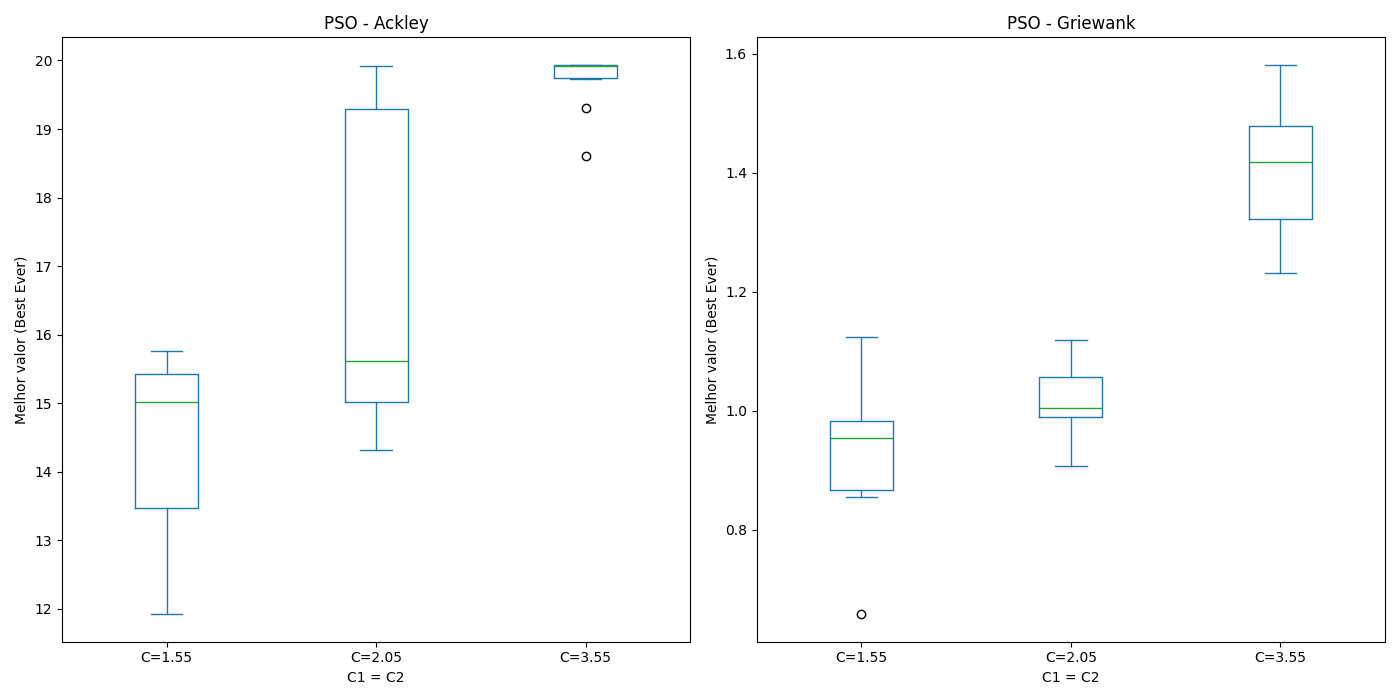 PSO - Ackley
Melhor valor (Best Ever)
20
19
18
17
16
15
14
13
12
C=1.55
C=2.05
C=3.55
C1 = C2
PSO - Griewank
Melhor valor (Best Ever)
1.6
1.4
1.2
1.0
0.8
C=1.55
C=2.05
C=3.55
C1 = C2